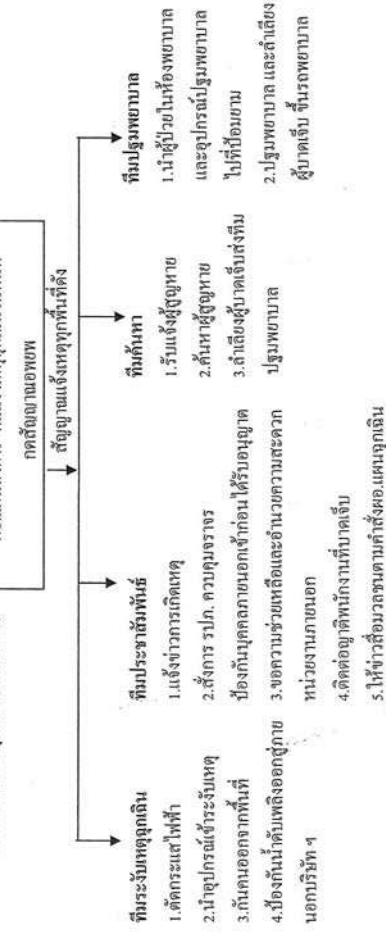 กดสัญญาณอพยพ
สัญญาณแจ้งเหตุทุกพื้นที่ดัง
ทีมระงับเหตุฉุกเฉิน
1.ตัดกระแสไฟฟ้า
2.นำอุปกรณ์เข้าระงับเหตุ
3.กันคนออกจากพื้นที่
4.ป้องกันน้ำดับเพลิงออกสู่ภาย
นอกบริษัท ฯ
ทีมประชาสัมพันธ์
1.แจ้งข่าวการเกิดเหตุ
2.สั่งการ รปภ. ควบคุมจราจร
ป้องกันบุคคลภายนอกเข้าก่อนได้รับอนุญาต
3.ขอความช่วยเหลือและอำนวยความสะดวก
หน่วยงานภายนอก
4.ติดต่อญาติพนักงานที่บาดเจ็บ
5.ให้ข่าวสื่อมวลชนตามคำสั่งผอ.แผนฉุกเฉิน
ทีมค้นหา
1.รับแจ้งผู้สูญหาย
2.ค้นหาผู้สูญหาย
3.ลำเลียงผู้บาดเจ็บส่งทีม
ปฐมพยาบาล
ทีมปฐมพยาบาล
1.นำผู้ป่วยในห้องพยาบาล
และอุปกรณ์ปฐมพยาบาล
ไปที่ป้อมยาม
2.ปฐมพยาบาล และลำเลียง
ผู้บาดเจ็บ ขึ้นรถพยาบาล